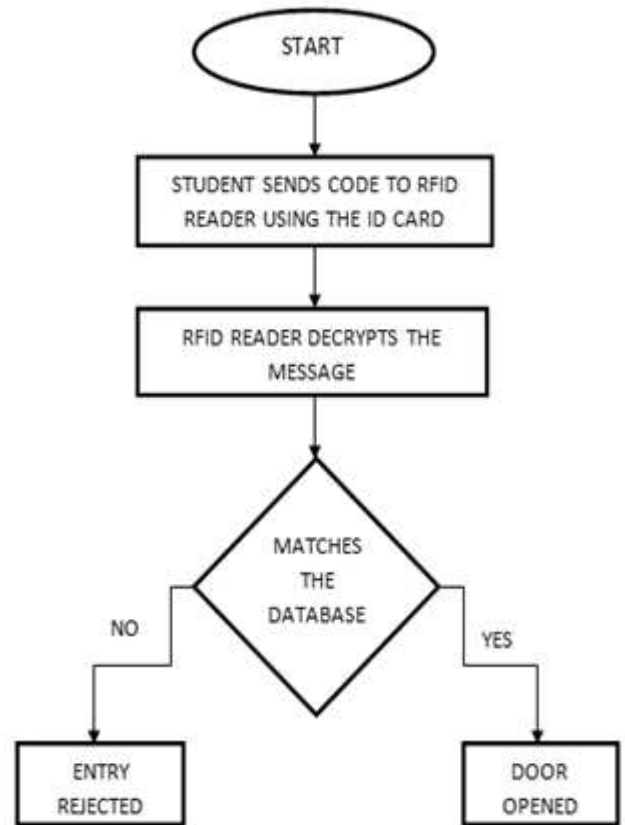 START
STUDENT SENDS CODE TO RFID
READER USING THE ID CARD
RFID READER DECRYPTS THE
MESSAGE
MATCHES
THE
DATABASE
NO
YES
ENTRY
REJECTED
DOOR
OPENED